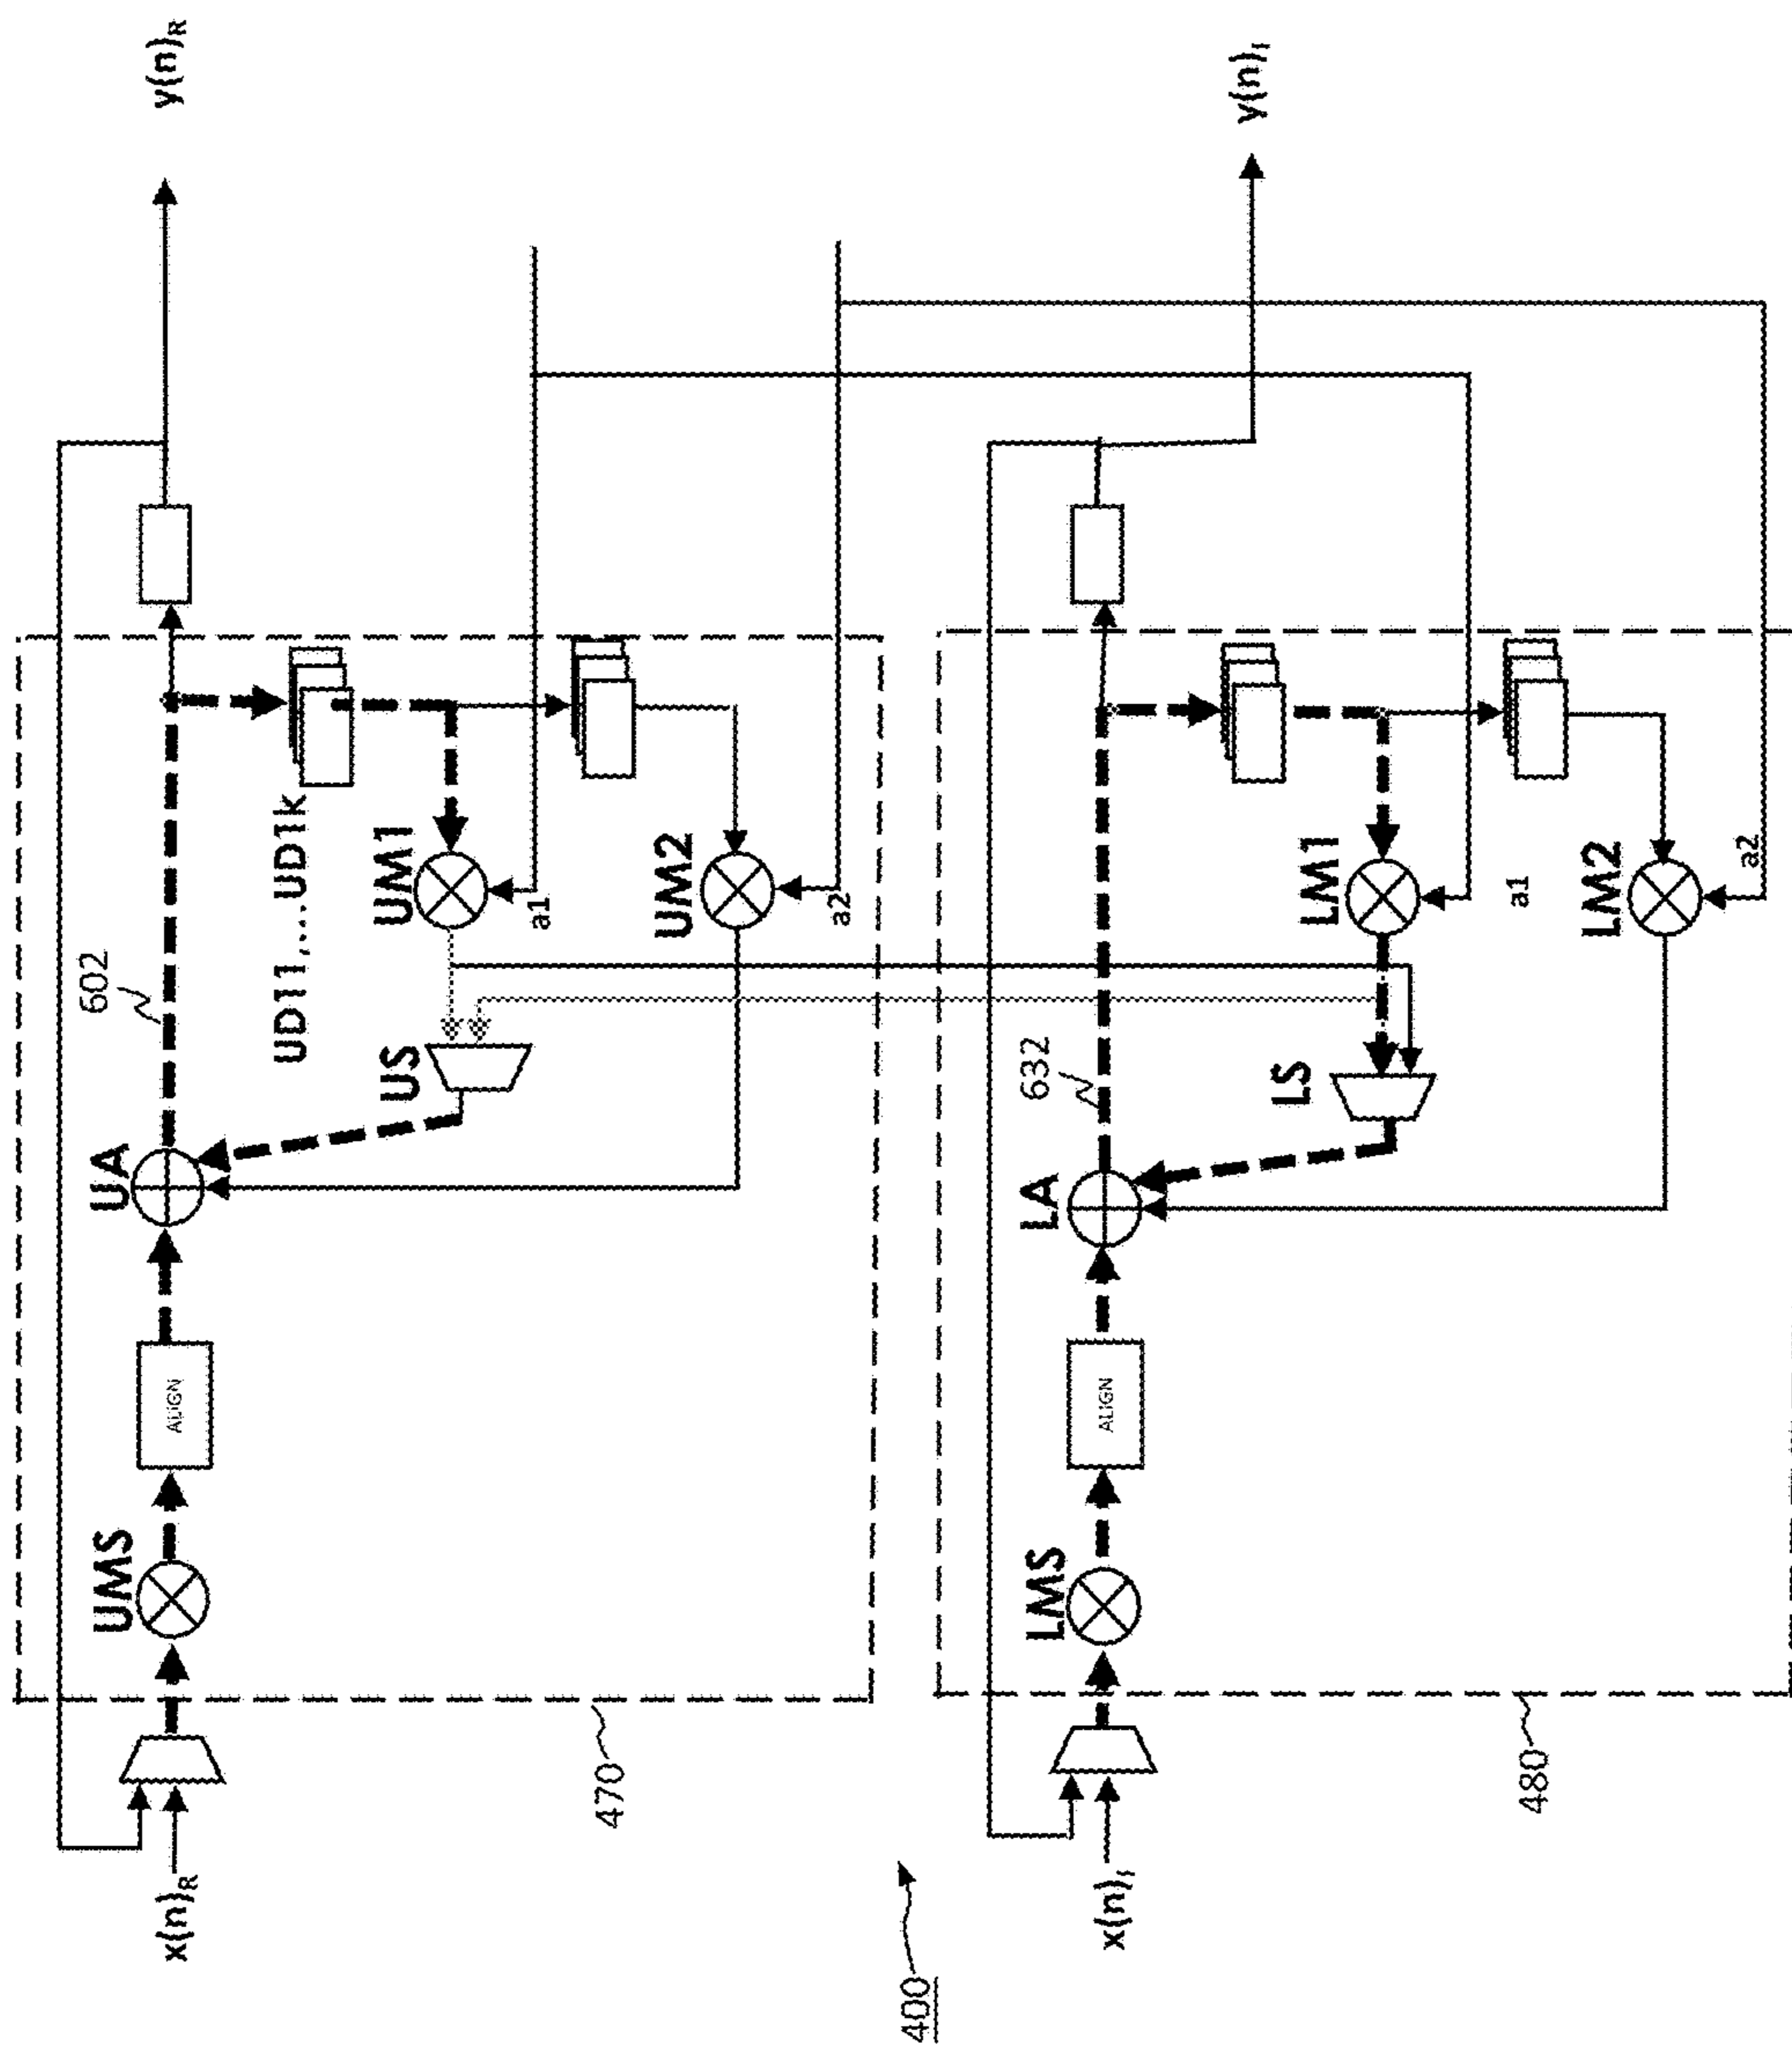 y(n)R
UA
602
US
UD11,...UD1k
UM1
a1
UM2
a2
UMS
ALIGN
x(n)R
470
400
y(n)I
LA
632
LS
LM1
a1
LM2
a2
LMS
ALIGN
x(n)I
480